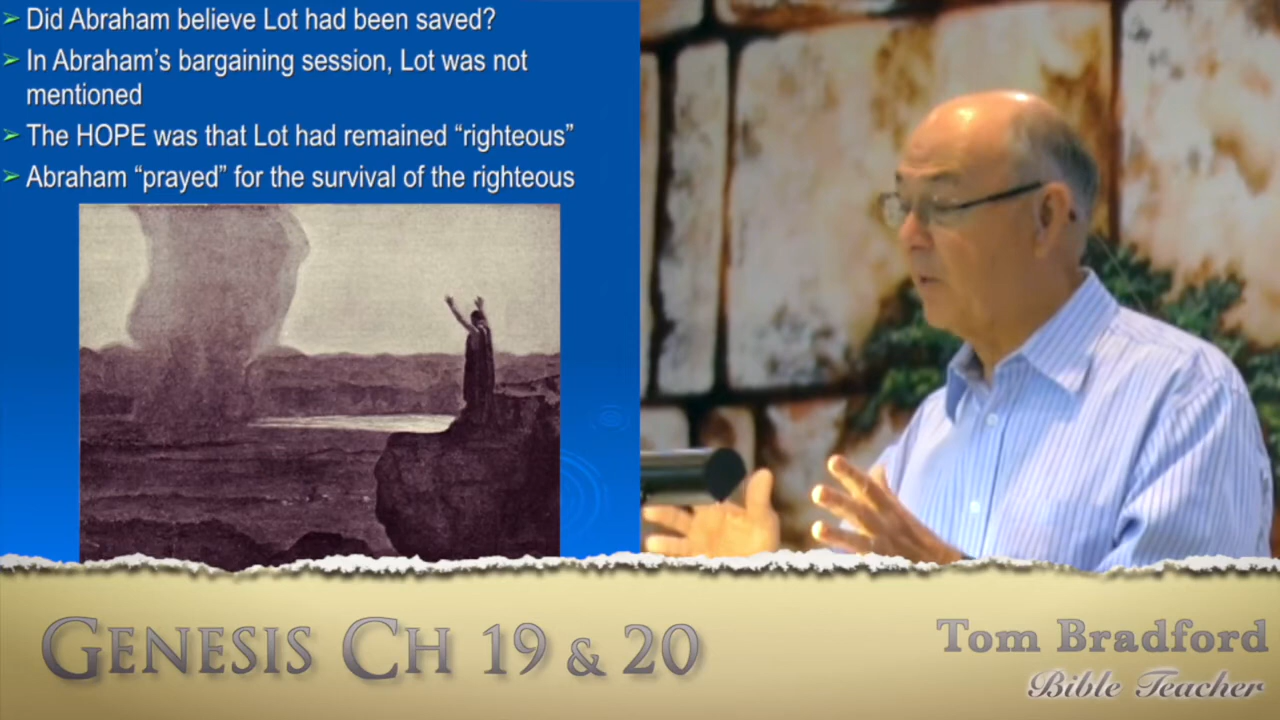 Did Abraham believe Lot had been saved?
In Abraham's bargaining session, Lot was not
mentioned
The HOPE was that Lot had remained “righteous”
Abraham “prayed” for the survival of the righteous
Genesis Ch 19 & 20
Tom Bradford
Bible Teacher